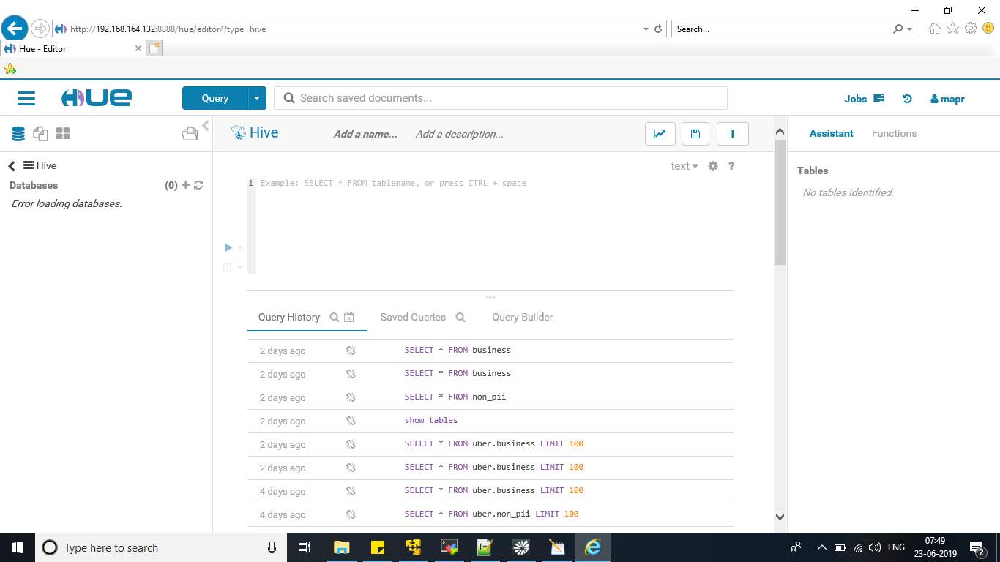 http://192.168.164.132:8888/hue/editor/?type=hive
Search...
Hue - Editor
HUE
Query
Search saved documents...
Jobs
mapr
Hive
Databases
(0)
Error loading databases.
Hive
Add a name...
Add a description...
text
?
1
Example: SELECT * FROM tablename, or press CTRL + space
Query History
Saved Queries
Query Builder
2 days ago SELECT * FROM business
2 days ago SELECT * FROM business
2 days ago SELECT * FROM non_pii
2 days ago show tables
2 days ago SELECT * FROM uber.business LIMIT 100
2 days ago SELECT * FROM uber.business LIMIT 100
4 days ago SELECT * FROM uber.business LIMIT 100
4 days ago SELECT * FROM uber.non_pii LIMIT 100
Assistant
Functions
Tables
No tables identified.
Type here to search
ENG
07:49
23-06-2019
2